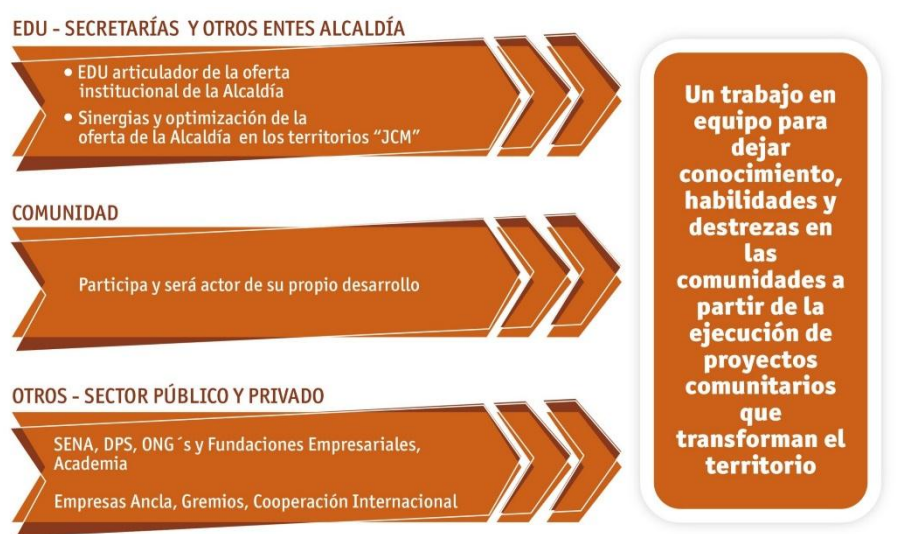 EDU - SECRETARÍAS Y OTROS ENTES ALCALDÍA
• EDU articulador de la oferta
institucional de la Alcaldía
• Sinergias y optimización de la
oferta de la Alcaldía en los territorios “JCM”
COMUNIDAD
Participa y será actor de su propio desarrollo
OTROS - SECTOR PÚBLICO Y PRIVADO
SENA, DPS, ONG´s y Fundaciones Empresariales,
Academia
Empresas Ancla, Gremios, Cooperación Internacional
Un trabajo en
equipo para
dejar
conocimiento,
habilidades y
destrezas en
las
comunidades a
partir de la
ejecución de
proyectos
comunitarios
que
transforman el
territorio